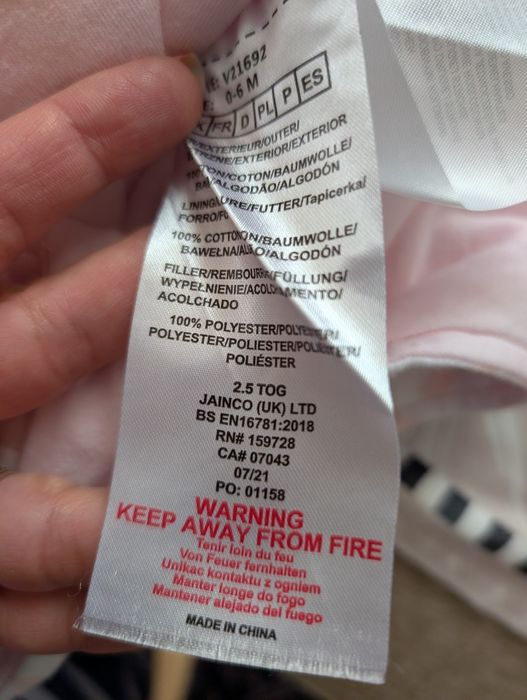 V21692
0-6 M
FR D PL P ES
EXTERIEUR/OUTER/
EXTERIOR/EXTERIOR
COTON/BAUMWOLLE/
ALGODÃO/ALGODÓN
LINING/ FUTTER/Tapicerka/
FORRO/
100% COTTON/BAUMWOLLE/
BAWEŁNA/ ALGODÓN
FILLER/REMBOURR FÜLLUNG/
WYPEŁNIENIE/ACOL MENTO/
ACOLCHADO
100% POLYESTER/
POLYESTER/POLIESTER/
POLIÉSTER
2.5 TOG
JAINCO (UK) LTD
BS EN16781:2018
RN# 159728
CA# 07043
07/21
PO: 01158
WARNING
KEEP AWAY FROM FIRE
Tenir loin du feu
Von Feuer fernhalten
Unikac kontaktu z ogniem
Manter longe do fogo
Mantener alejado del fuego
MADE IN CHINA